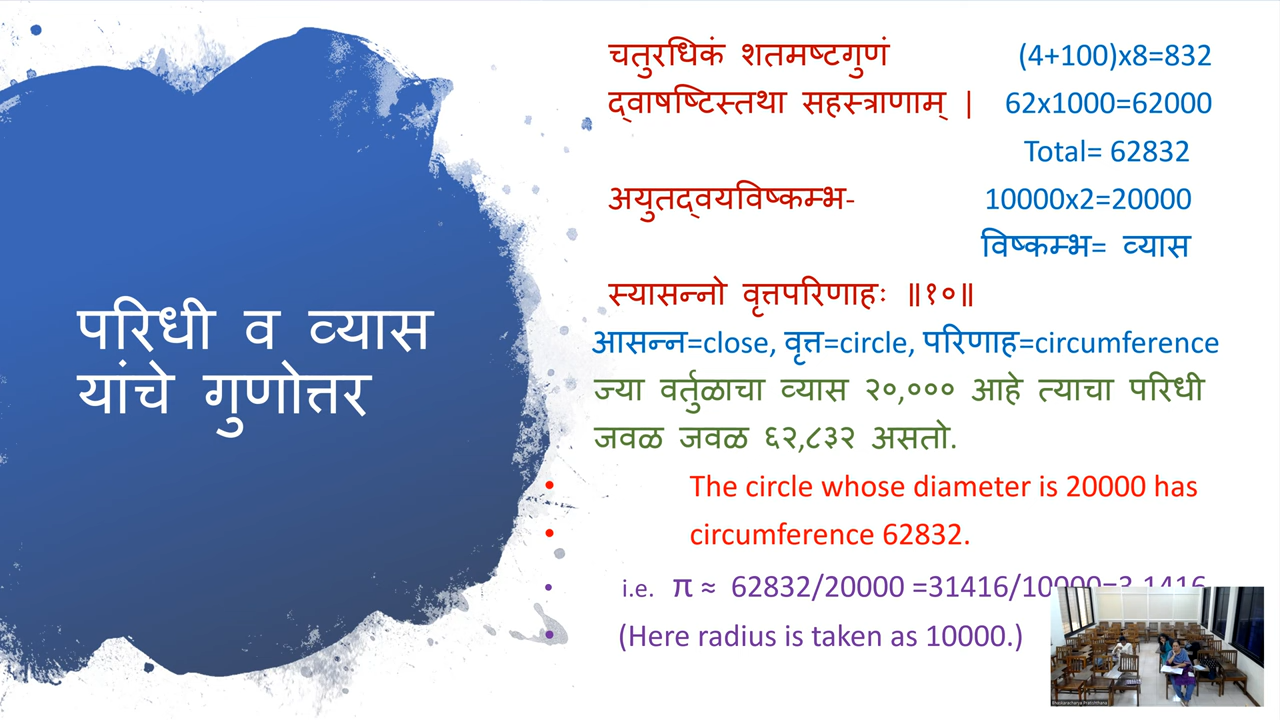 परिधी व व्यास
यांचे गुणोत्तर
चतुरधिकं शतमष्टगुणं (4+100)x8=832
द्वाषष्टिस्तथा सहस्त्राणाम् | 62x1000=62000
Total= 62832
अयुतद्वयविष्कम्भ- 10000x2=20000
विष्कम्भ= व्यास
स्यासन्नो वृत्तपरिणाहः ॥१०॥
आसन्न=close, वृत्त=circle, परिणाह=circumference
ज्या वर्तुळाचा व्यास २०,००० आहे त्याचा परिधी
जवळ जवळ ६२,८३२ असतो.
• The circle whose diameter is 20000 has
• circumference 62832.
• i.e. π ≈ 62832/20000 =31416/10000=3.1416
• (Here radius is taken as 10000.)